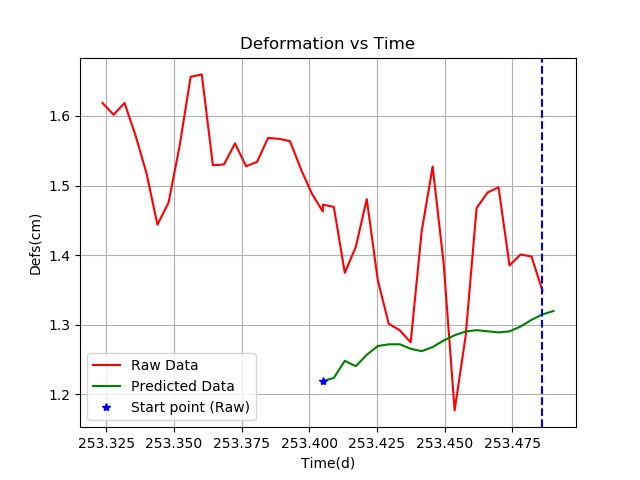 Deformation vs Time
Defs(cm)
1.6
1.5
1.4
1.3
1.2
Raw Data
Predicted Data
Start point (Raw)
253.325 253.350 253.375 253.400 253.425 253.450 253.475
Time(d)